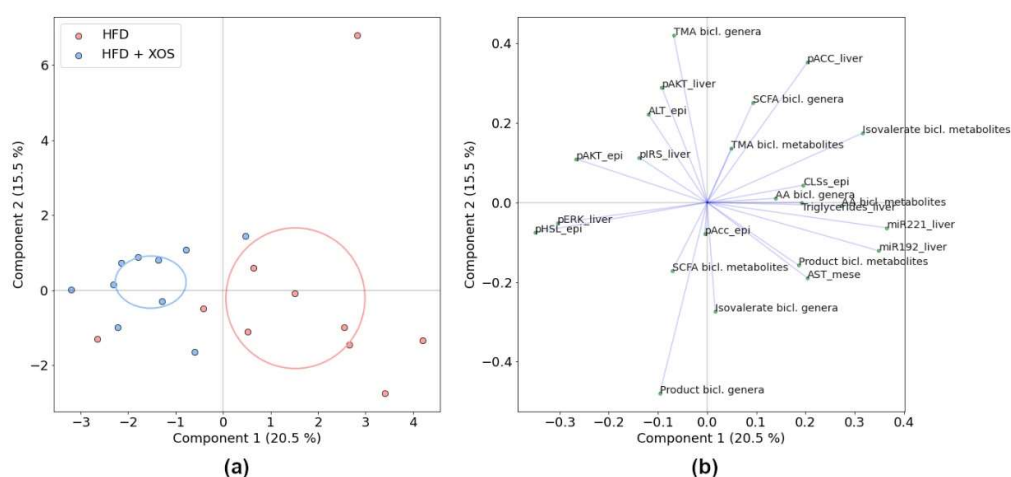 HFD
HFD + XOS
6
4
2
0
−2
−3
−2
−1
0
1
2
3
4
Component 2 (15.5 %)
Component 1 (20.5 %)
(a)
0.4
0.2
0.0
−0.2
−0.4
−0.3
−0.2
−0.1
0.0
0.1
0.2
0.3
0.4
Component 2 (15.5 %)
Component 1 (20.5 %)
TMA bicl. genera
pACC_liver
pAKT_liver
SCFA bicl. genera
ALT_epi
Isovalerate bicl. metabolites
TMA bicl. metabolites
pIRS_liver
pAKT_epi
CLSs_epi
AA bicl. genera
AA bicl. metabolites
Triglycerides_liver
pERK_liver
miR221_liver
pHSL_epi
pAcc_epi
miR192_liver
Product bicl. metabolites
SCFA bicl. metabolites
AST_mese
Isovalerate bicl. genera
Product bicl. genera
(b)